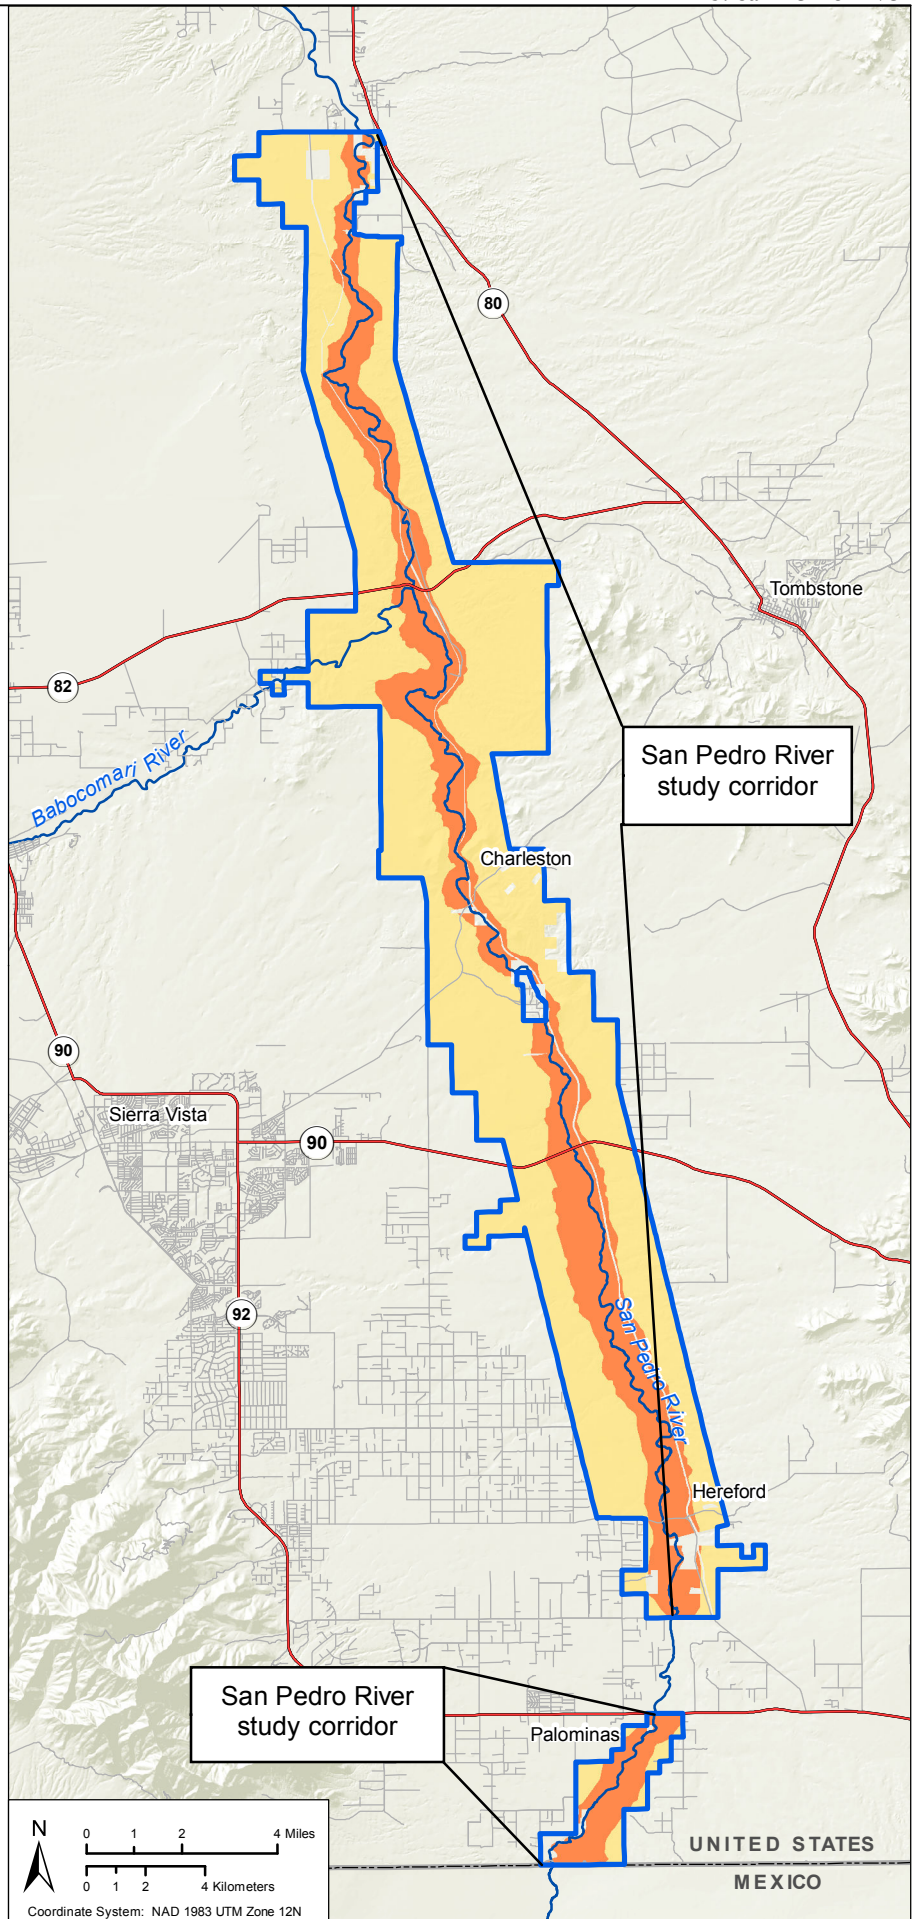 80
Tombstone
82
Babocomari River
San Pedro River
study corridor
Charleston
90
Sierra Vista
90
92
San Pedro River
Hereford
San Pedro River
study corridor
Palominas
N
0 1 2 4 Miles
0 1 2 4 Kilometers
Coordinate System: NAD 1983 UTM Zone 12N
UNITED STATES
MEXICO